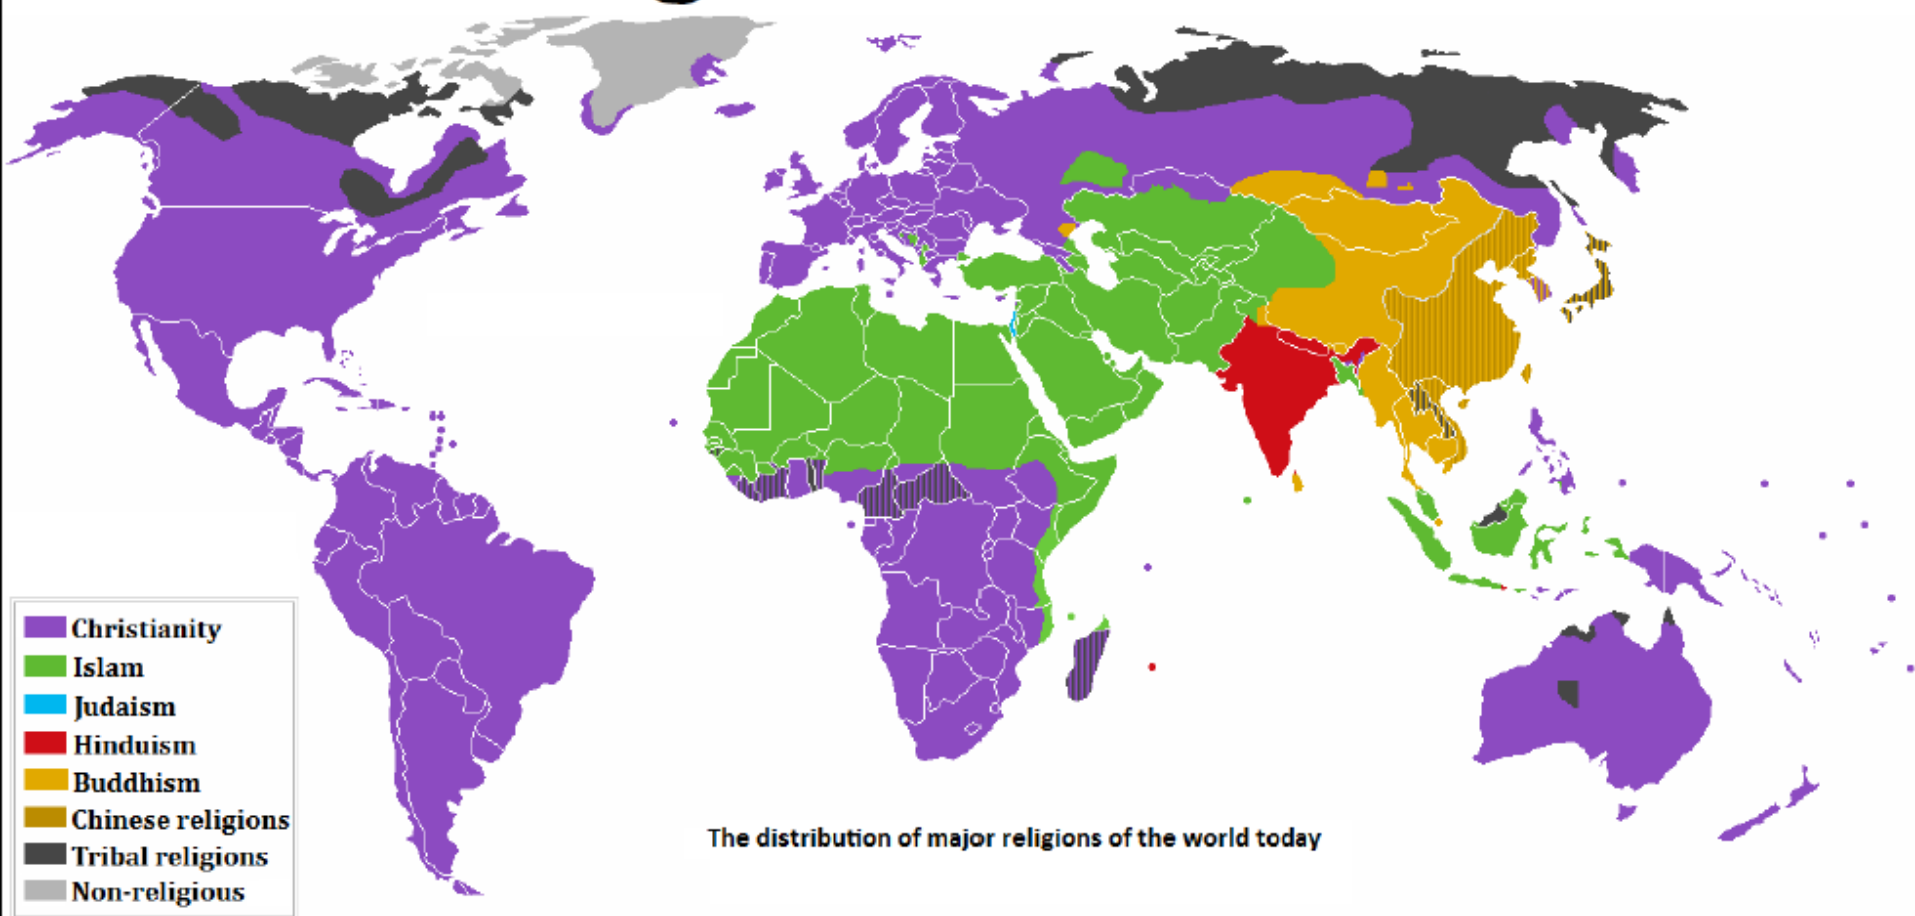 Christianity
Islam
Judaism
Hinduism
Buddhism
Chinese religions
Tribal religions
Non-religious
The distribution of major religions of the world today